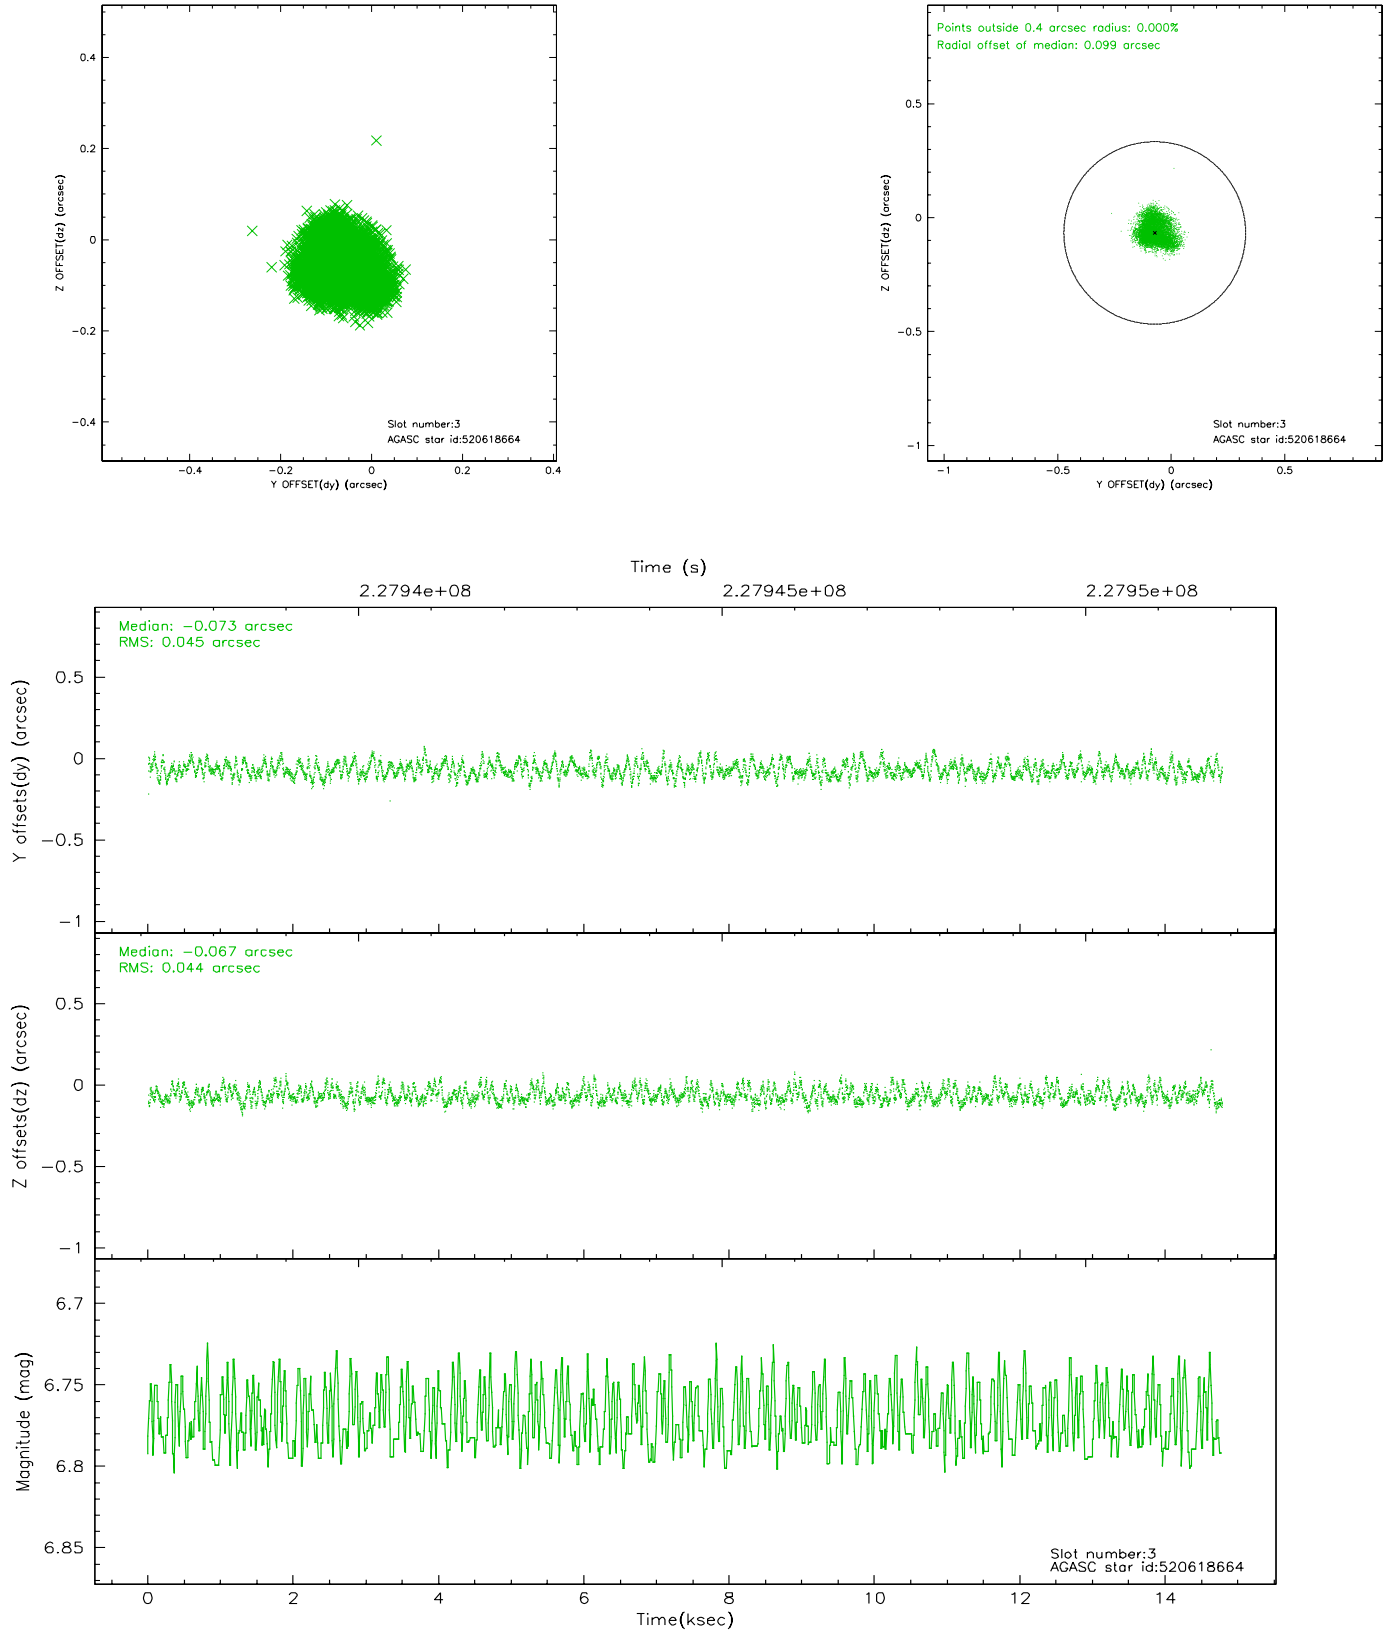 0.4
0.2
0
−0.2
−0.4
Z OFFSET(dz) (arcsec)
Slot number:3
AGASC star id:520618664
−0.4 −0.2 0 0.2 0.4
Y OFFSET(dy) (arcsec)
Points outside 0.4 arcsec radius: 0.000%
Radial offset of median: 0.099 arcsec
0.5
0
−0.5
−1
Z OFFSET(dz) (arcsec)
Slot number:3
AGASC star id:520618664
−1 −0.5 0 0.5
Y OFFSET(dy) (arcsec)
Time (s)
2.2794e+08 2.27945e+08 2.2795e+08
Median: −0.073 arcsec
RMS: 0.045 arcsec
0.5
0
−0.5
−1
Y offsets(dy) (arcsec)
Median: −0.067 arcsec
RMS: 0.044 arcsec
0.5
0
−0.5
−1
Z offsets(dz) (arcsec)
6.7
6.75
6.8
6.85
Magnitude (mag)
Slot number:3
AGASC star id:520618664
0 2 4 6 8 10 12 14
Time(ksec)